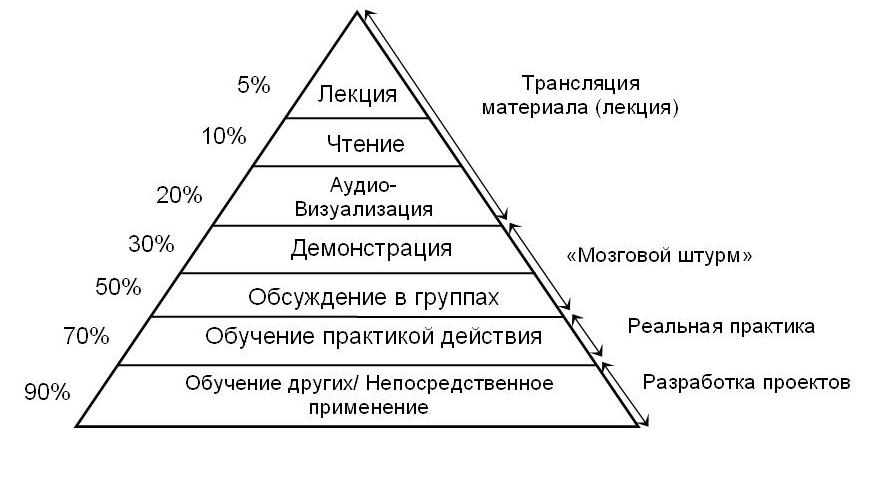 5%
Лекция
Трансляция
материала (лекция)
10%
Чтение
20%
Аудио-
Визуализация
30%
Демонстрация
«Мозговой штурм»
50%
Обсуждение в группах
70%
Обучение практикой действия
Реальная практика
90%
Обучение других/ Непосредственное
применение
Разработка проектов